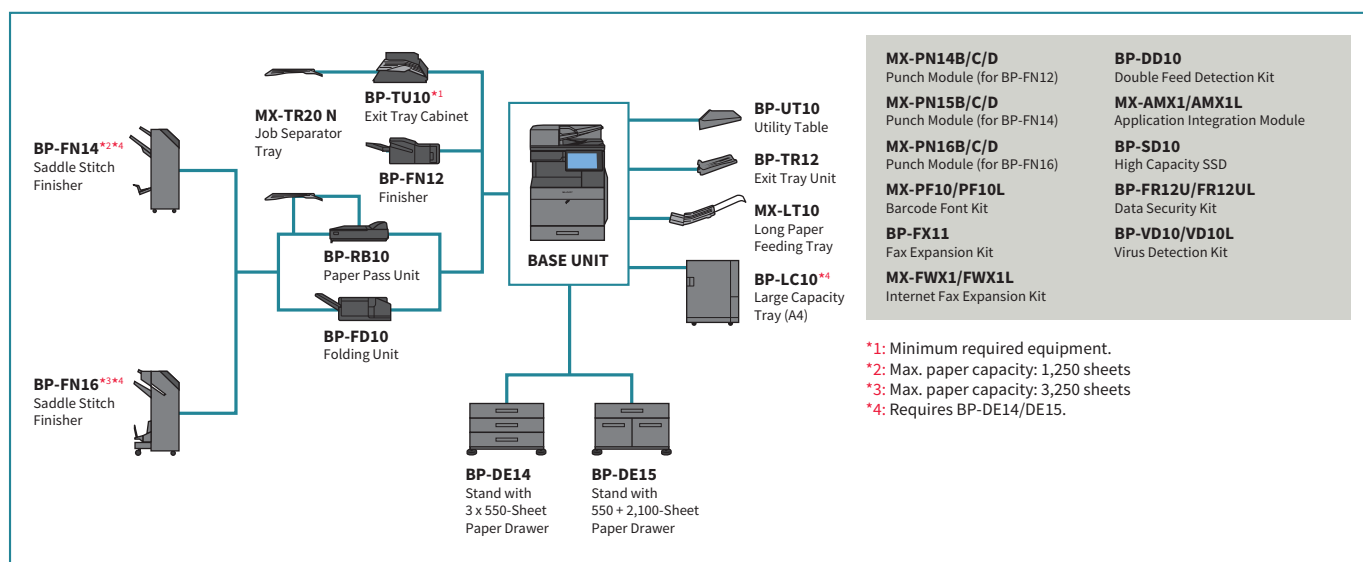 MX-TR20 N
Job Separator
Tray
BP-TU10*1
Exit Tray Cabinet
BP-FN14*2*4
Saddle Stitch
Finisher
BP-FN12
Finisher
BP-RB10
Paper Pass Unit
BP-FD10
Folding Unit
BP-FN16*3*4
Saddle Stitch
Finisher
BASE UNIT
BP-UT10
Utility Table
BP-TR12
Exit Tray Unit
MX-LT10
Long Paper
Feeding Tray
BP-LC10*4
Large Capacity
Tray (A4)
BP-DE14
Stand with
3 x 550-Sheet
Paper Drawer
BP-DE15
Stand with
550 + 2,100-Sheet
Paper Drawer
MX-PN14B/C/D
Punch Module (for BP-FN12)
MX-PN15B/C/D
Punch Module (for BP-FN14)
MX-PN16B/C/D
Punch Module (for BP-FN16)
MX-PF10/PF10L
Barcode Font Kit
BP-FX11
Fax Expansion Kit
MX-FWX1/FWX1L
Internet Fax Expansion Kit
BP-DD10
Double Feed Detection Kit
MX-AMX1/AMX1L
Application Integration Module
BP-SD10
High Capacity SSD
BP-FR12U/FR12UL
Data Security Kit
BP-VD10/VD10L
Virus Detection Kit
*1: Minimum required equipment.
*2: Max. paper capacity: 1,250 sheets
*3: Max. paper capacity: 3,250 sheets
*4: Requires BP-DE14/DE15.